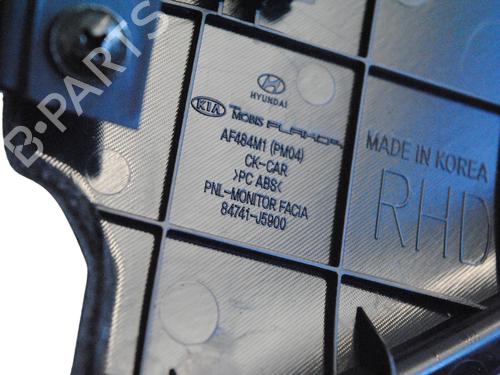 HYUNDAI
KIA MOBIS PLAKOR
AF484M1 (PM04)
CK-CAR
>PC ABS<
PNL-MONITOR FACIA
84741-J5900
MADE IN KOREA
RHD
B-PARTS